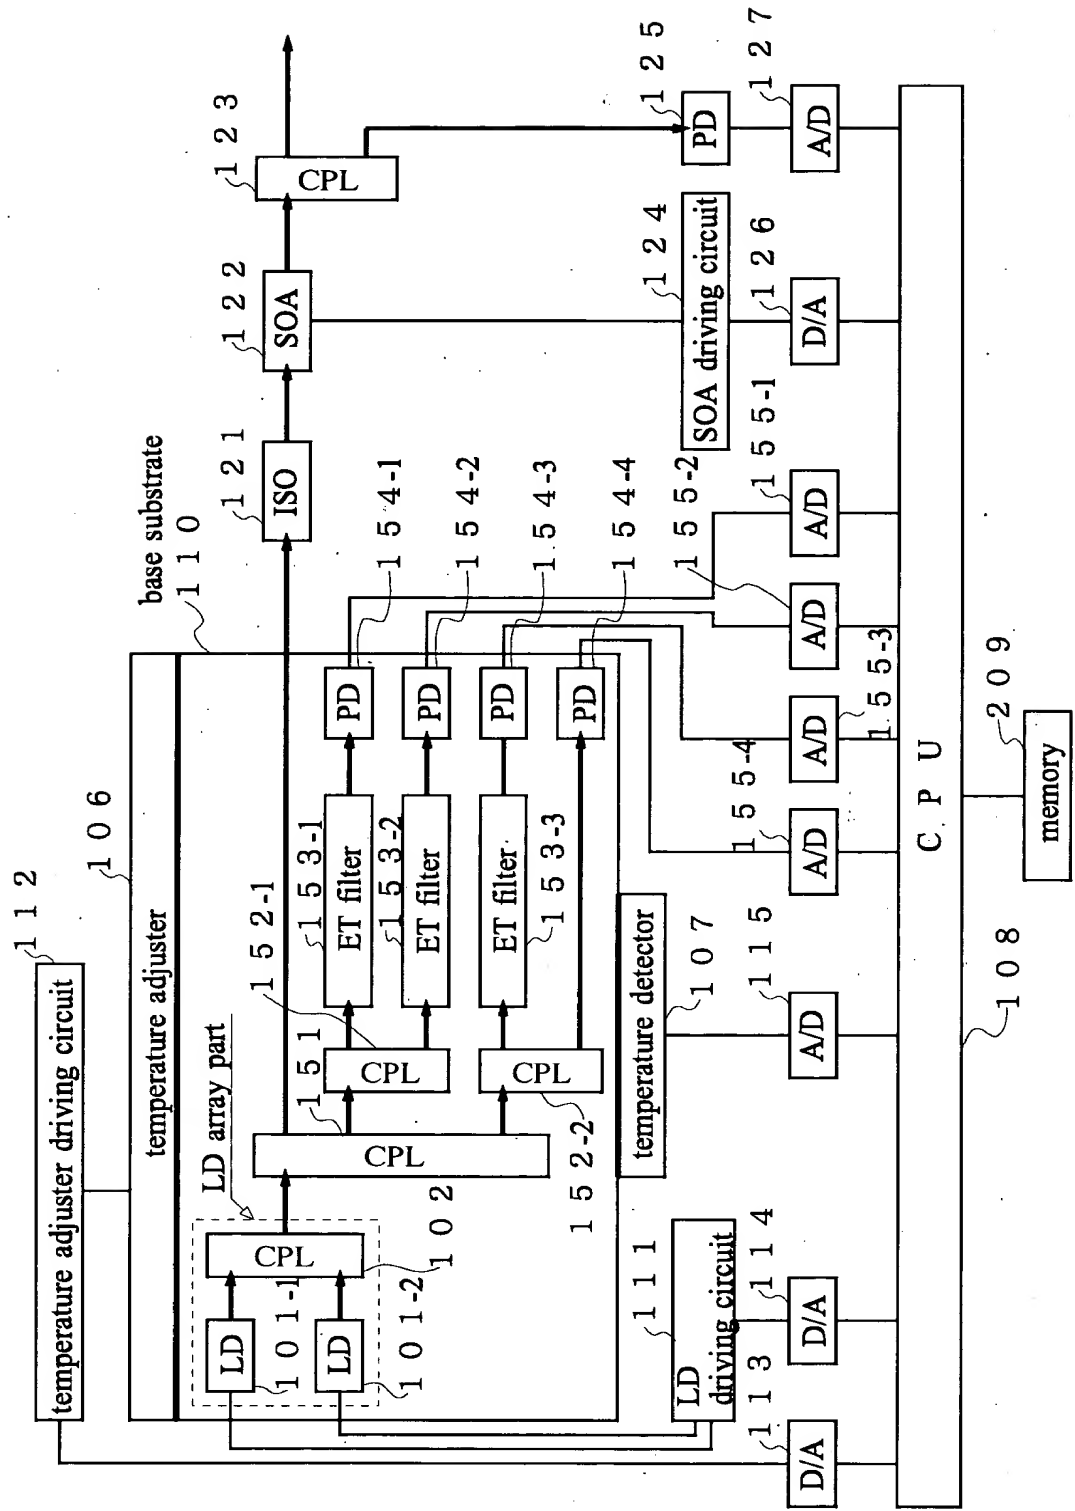 112
temperature adjuster driving circuit
106
temperature adjuster
base substrate
110
LD array part
LD
101-1
LD
101-2
CPL
102
CPL
151
CPL
152-1
CPL
152-2
ET filter
153-1
ET filter
153-2
ET filter
153-3
PD
154-1
PD
154-2
PD
154-3
PD
154-4
ISO
121
SOA
122
CPL
123
PD
125
SOA driving circuit
124
temperature detector
107
LD
driving circuit
111
D/A
113
D/A
114
A/D
115
A/D
155-4
A/D
155-3
A/D
155-2
A/D
155-1
D/A
126
A/D
127
CPU
108
memory
209